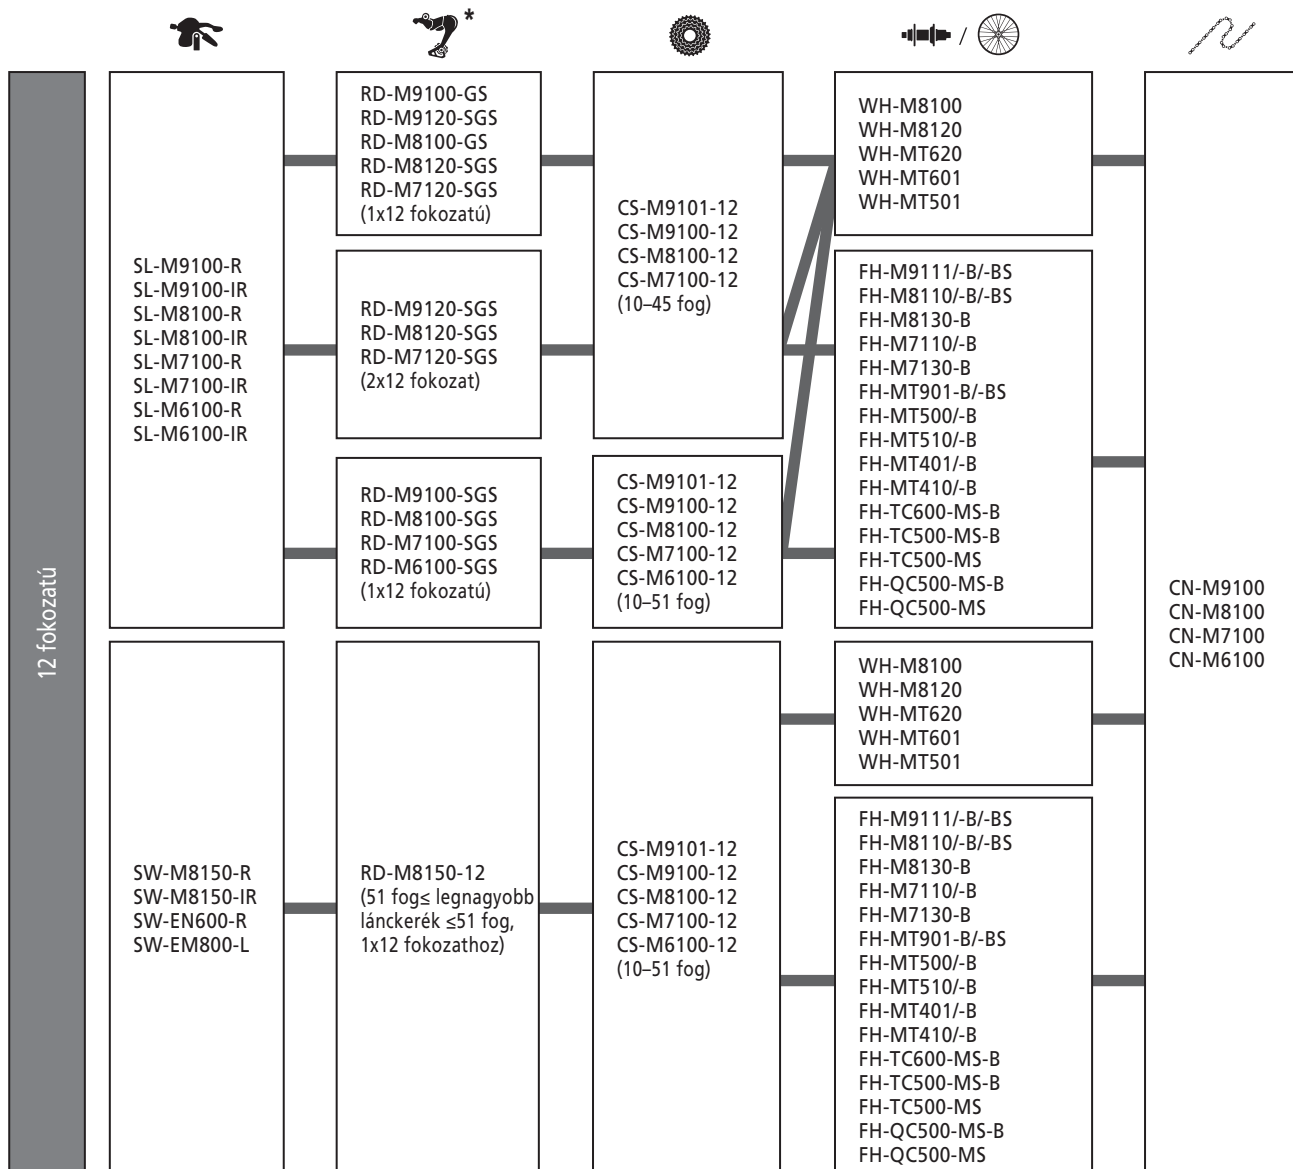 *
/
12 fokozatú
SL-M9100-R
SL-M9100-IR
SL-M8100-R
SL-M8100-IR
SL-M7100-R
SL-M7100-IR
SL-M6100-R
SL-M6100-IR
RD-M9100-GS
RD-M9120-SGS
RD-M8100-GS
RD-M8120-SGS
RD-M7120-SGS
(1x12 fokozatú)
RD-M9120-SGS
RD-M8120-SGS
RD-M7120-SGS
(2x12 fokozat)
RD-M9100-SGS
RD-M8100-SGS
RD-M7100-SGS
RD-M6100-SGS
(1x12 fokozatú)
CS-M9101-12
CS-M9100-12
CS-M8100-12
CS-M7100-12
(10–45 fog)
CS-M9101-12
CS-M9100-12
CS-M8100-12
CS-M7100-12
CS-M6100-12
(10–51 fog)
WH-M8100
WH-M8120
WH-MT620
WH-MT601
WH-MT501
FH-M9111/-B/-BS
FH-M8110/-B/-BS
FH-M8130-B
FH-M7110/-B
FH-M7130-B
FH-MT901-B/-BS
FH-MT500/-B
FH-MT510/-B
FH-MT401/-B
FH-MT410/-B
FH-TC600-MS-B
FH-TC500-MS-B
FH-TC500-MS
FH-QC500-MS-B
FH-QC500-MS
SW-M8150-R
SW-M8150-IR
SW-EN600-R
SW-EM800-L
RD-M8150-12
(51 fog≤ legnagyobb
lánckerék ≤51 fog,
1x12 fokozathoz)
CS-M9101-12
CS-M9100-12
CS-M8100-12
CS-M7100-12
CS-M6100-12
(10–51 fog)
WH-M8100
WH-M8120
WH-MT620
WH-MT601
WH-MT501
FH-M9111/-B/-BS
FH-M8110/-B/-BS
FH-M8130-B
FH-M7110/-B
FH-M7130-B
FH-MT901-B/-BS
FH-MT500/-B
FH-MT510/-B
FH-MT401/-B
FH-MT410/-B
FH-TC600-MS-B
FH-TC500-MS-B
FH-TC500-MS
FH-QC500-MS-B
FH-QC500-MS
CN-M9100
CN-M8100
CN-M7100
CN-M6100